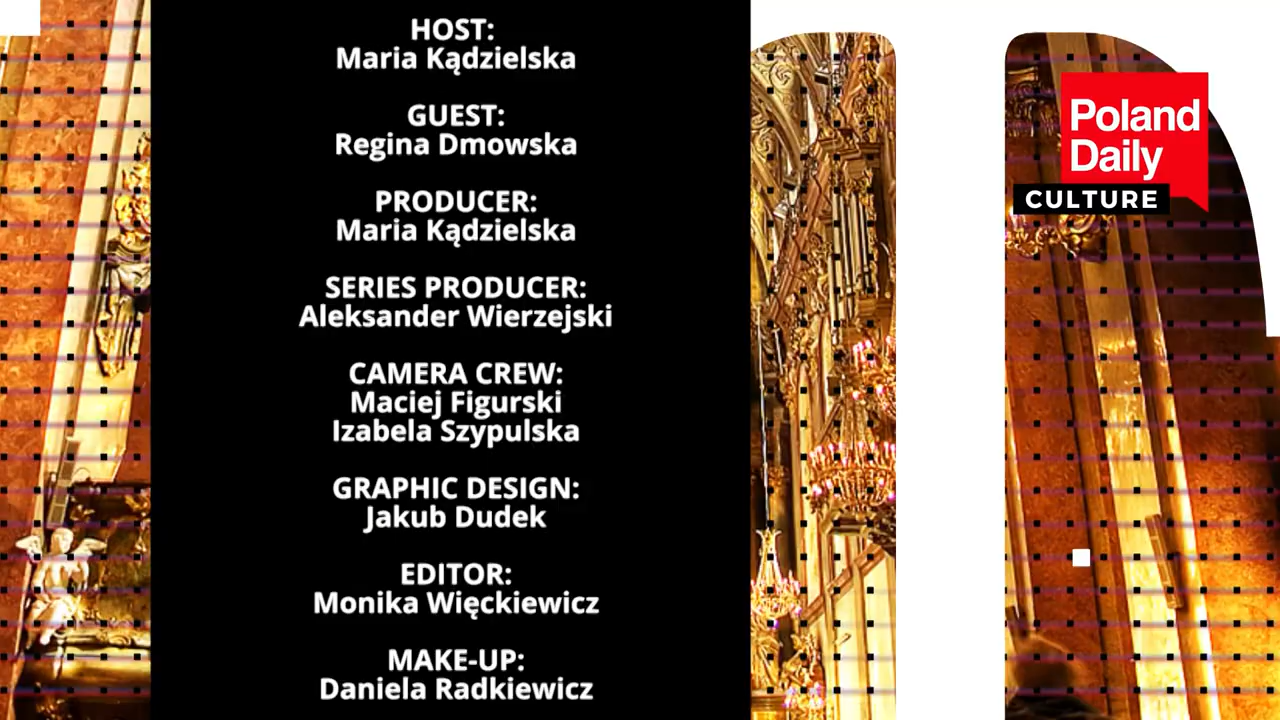 HOST:
Maria Kądzielska
GUEST:
Regina Dmowska
PRODUCER:
Maria Kądzielska
SERIES PRODUCER:
Aleksander Wierzejski
CAMERA CREW:
Maciej Figurski
Izabela Szypulska
GRAPHIC DESIGN:
Jakub Dudek
EDITOR:
Monika Więckiewicz
MAKE-UP:
Daniela Radkiewicz
Poland
Daily
CULTURE